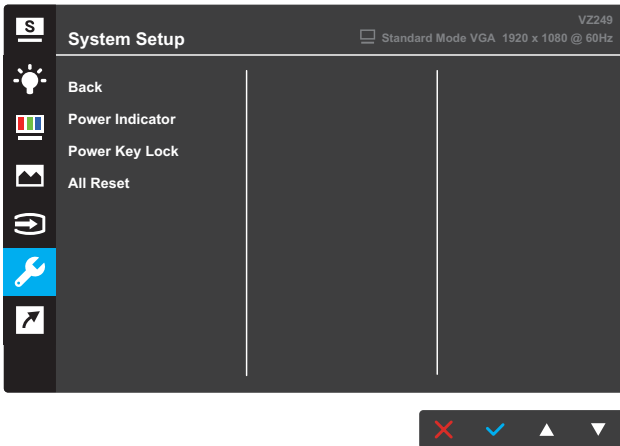 S
VZ249
System Setup
Standard Mode VGA 1920 x 1080 @ 60Hz
Back
Power Indicator
Power Key Lock
All Reset